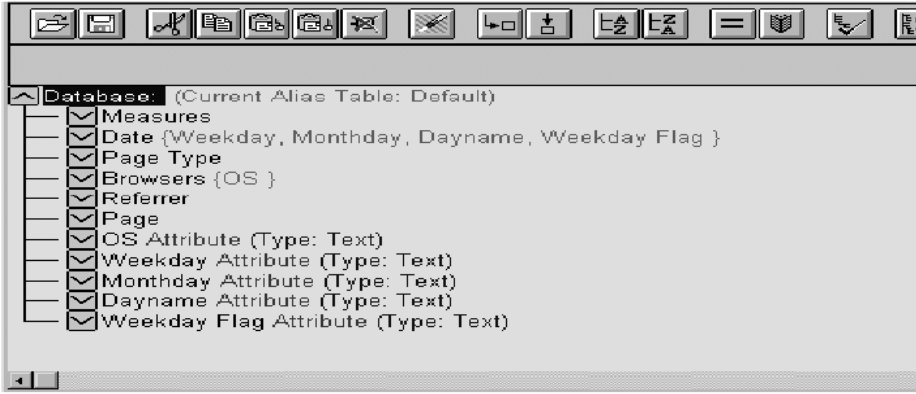 Database: (Current Alias Table: Default)
Measures
Date {Weekday, Monthday, Dayname, Weekday Flag }
Page Type
Browsers {OS }
Referrer
Page
OS Attribute (Type: Text)
Weekday Attribute (Type: Text)
Monthday Attribute (Type: Text)
Dayname Attribute (Type: Text)
Weekday Flag Attribute (Type: Text)